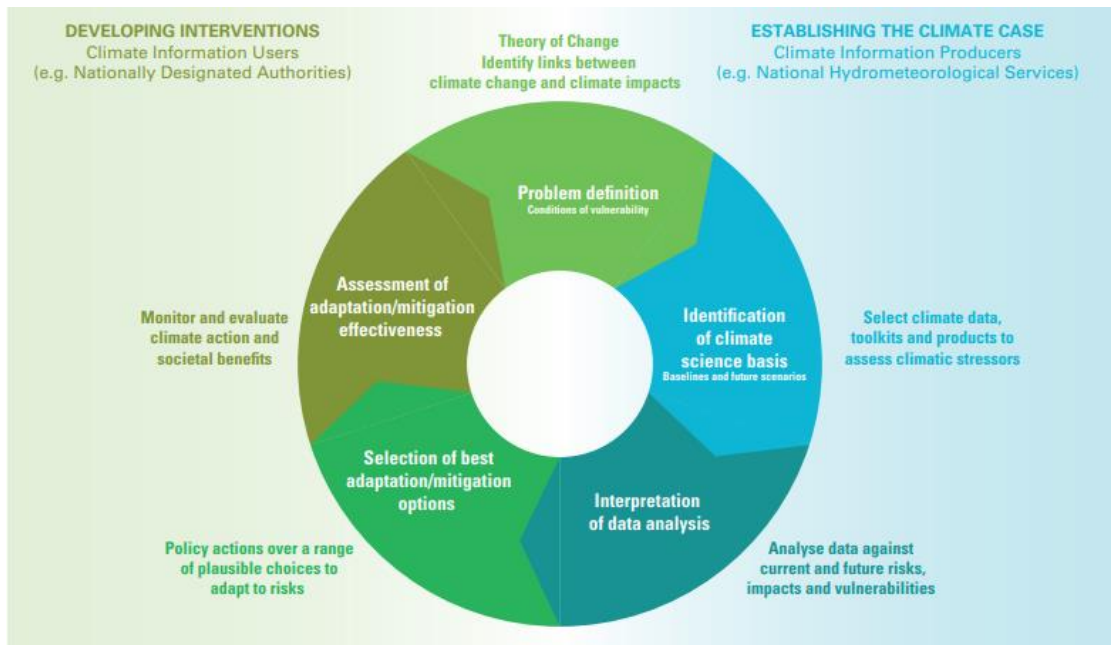 DEVELOPING INTERVENTIONS
Climate Information Users
(e.g. Nationally Designated Authorities)
Theory of Change
Identify links between
climate change and climate impacts
ESTABLISHING THE CLIMATE CASE
Climate Information Producers
(e.g. National Hydrometeorological Services)
Problem definition
Conditions of vulnerability
Identification
of climate
science basis
Baselines and future scenarios
Select climate data,
toolkits and products to
assess climatic stressors
Interpretation
of data analysis
Analyse data against
current and future risks,
impacts and vulnerabilities
Selection of best
adaptation/mitigation
options
Policy actions over a range
of plausible choices to
adapt to risks
Assessment of
adaptation/mitigation
effectiveness
Monitor and evaluate
climate action and
societal benefits